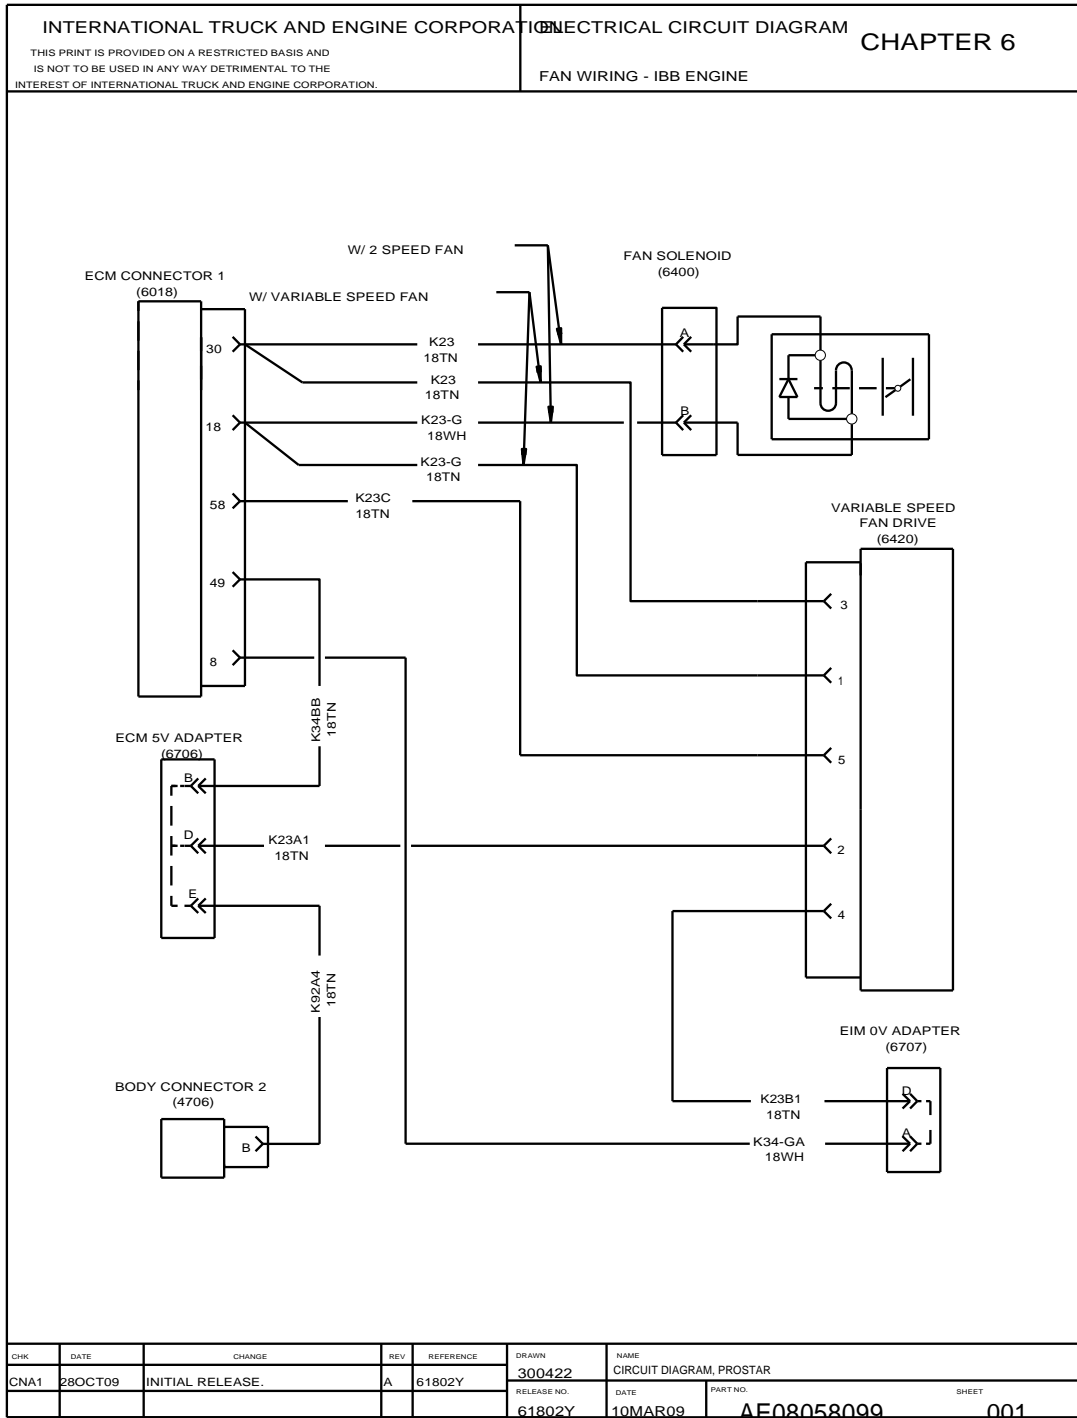 INTERNATIONAL TRUCK AND ENGINE CORPORATION
THIS PRINT IS PROVIDED ON A RESTRICTED BASIS AND
IS NOT TO BE USED IN ANY WAY DETRIMENTAL TO THE
INTEREST OF INTERNATIONAL TRUCK AND ENGINE CORPORATION.
ELECTRICAL CIRCUIT DIAGRAM
CHAPTER 6
FAN WIRING - IBB ENGINE
W/ 2 SPEED FAN
FAN SOLENOID
(6400)
ECM CONNECTOR 1
(6018)
W/ VARIABLE SPEED FAN
30
K23
18TN
A
K23
18TN
18
K23-G
18WH
B
K23-G
18TN
58
K23C
18TN
VARIABLE SPEED
FAN DRIVE
(6420)
49
3
8
1
K34BB
18TN
ECM 5V ADAPTER
(6706)
5
B
D
K23A1
18TN
2
E
4
K92A4
18TN
EIM 0V ADAPTER
(6707)
BODY CONNECTOR 2
(4706)
K23B1
18TN
D
B
K34-GA
18WH
A
CHK DATE CHANGE REV REFERENCE
CNA1 28OCT09 INITIAL RELEASE. A 61802Y
DRAWN
300422
NAME
CIRCUIT DIAGRAM, PROSTAR
RELEASE NO.
61802Y
DATE
10MAR09
PART NO.
AE08058099
SHEET
001